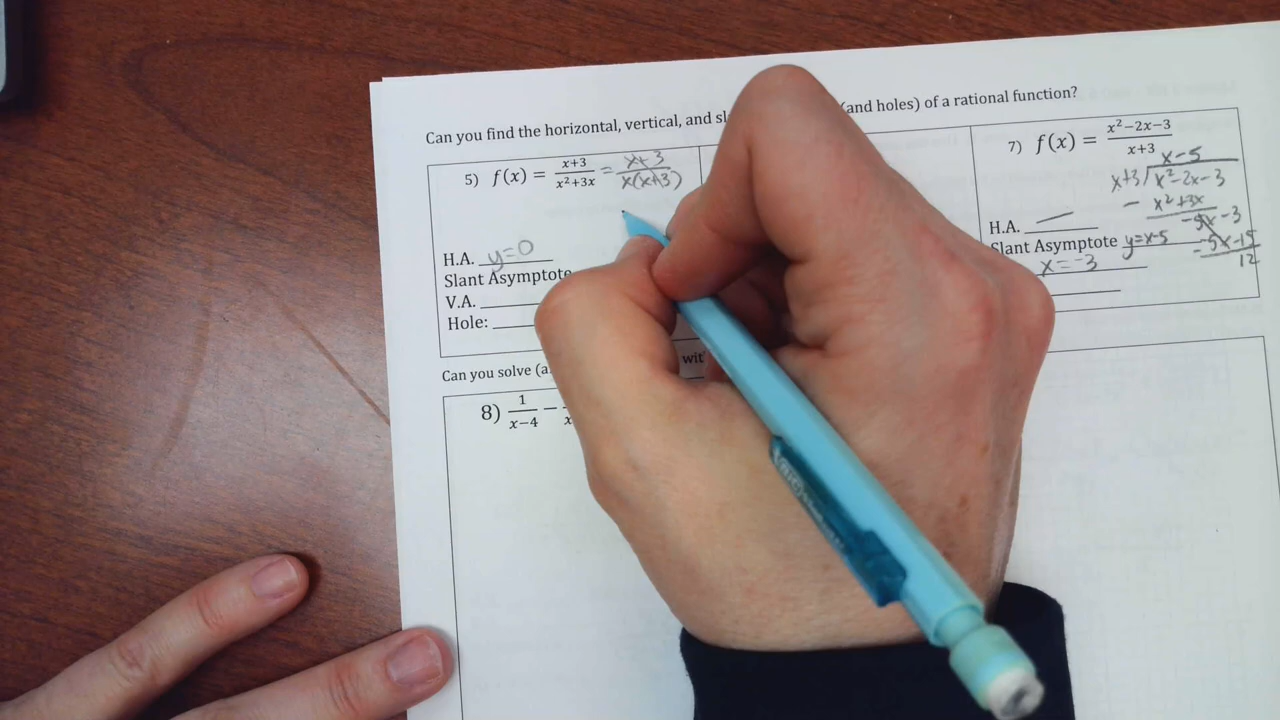 Can you find the horizontal, vertical, and (and holes) of a rational function?
5) f(x) = x+3 / x²+3x = x+3 / x(x+3)
H.A. y=0
Slant Asymptote
V.A.
Hole:
7) f(x) = x²−2x−3 / x+3
x−5
x+3 x²−2x−3
− x²+3x
−5x−3
− −5x−15
12
H.A. —
Slant Asymptote y=x−5
x=−3
Can you solve
8) 1 / x−4 −